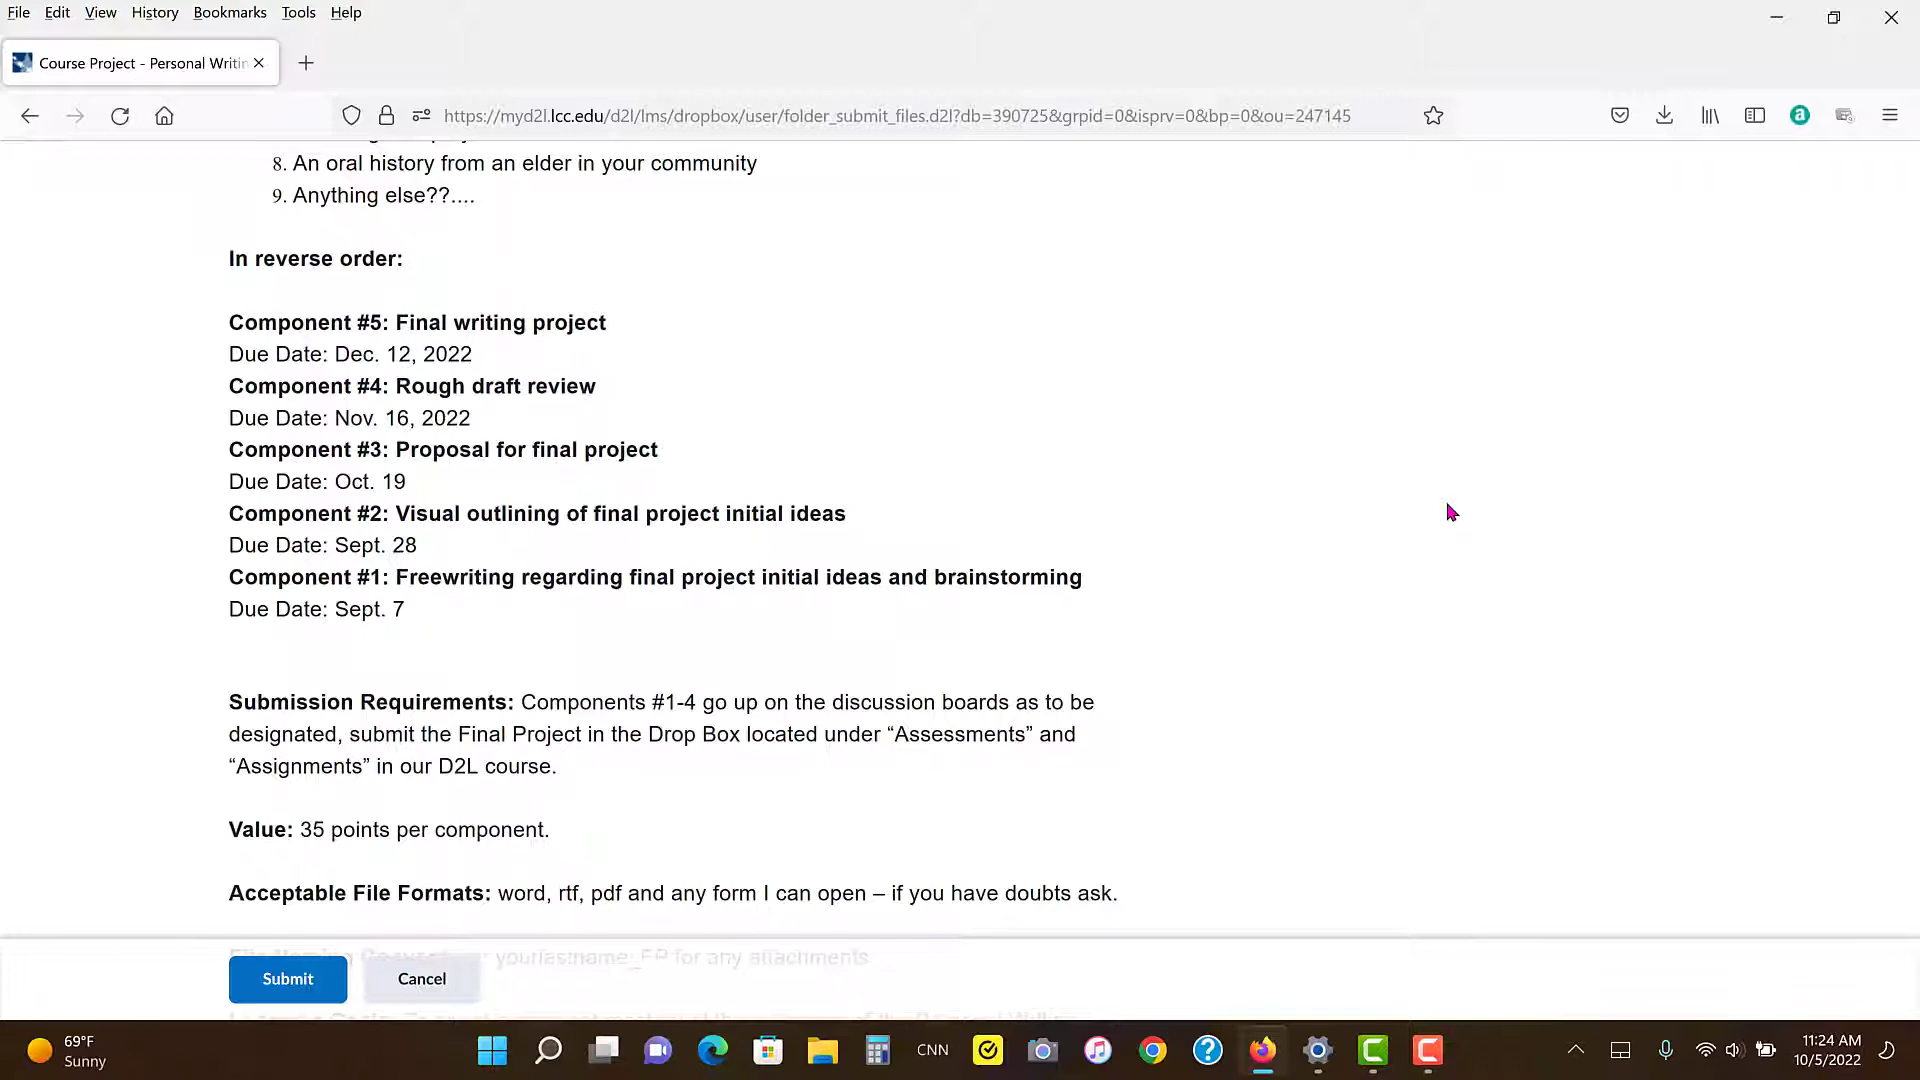 File Edit View History Bookmarks Tools Help
Course Project - Personal Writin
https://myd2l.lcc.edu/d2l/lms/dropbox/user/folder_submit_files.d2l?db=390725&grpid=0&isprv=0&bp=0&ou=247145
8. An oral history from an elder in your community
9. Anything else??....
In reverse order:
Component #5: Final writing project
Due Date: Dec. 12, 2022
Component #4: Rough draft review
Due Date: Nov. 16, 2022
Component #3: Proposal for final project
Due Date: Oct. 19
Component #2: Visual outlining of final project initial ideas
Due Date: Sept. 28
Component #1: Freewriting regarding final project initial ideas and brainstorming
Due Date: Sept. 7
Submission Requirements: Components #1-4 go up on the discussion boards as to be
designated, submit the Final Project in the Drop Box located under “Assessments” and
“Assignments” in our D2L course.
Value: 35 points per component.
Acceptable File Formats: word, rtf, pdf and any form I can open – if you have doubts ask.
yourlastname_FP for any attachments
Submit Cancel
69°F
Sunny
CNN
11:24 AM
10/5/2022